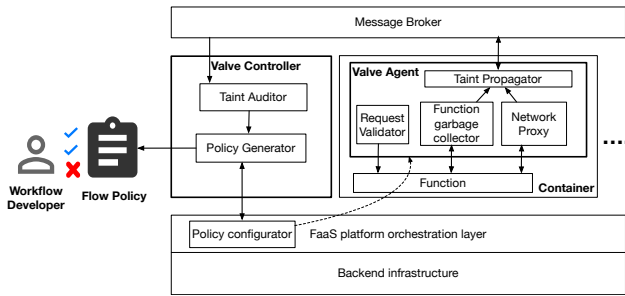 Message Broker
Valve Controller
Valve Agent
Taint Propagator
Taint Auditor
Request
Validator
Function
garbage
collector
Network
Proxy
Policy Generator
....
Workflow
Developer
Flow Policy
Function
Container
Policy configurator
FaaS platform orchestration layer
Backend infrastructure